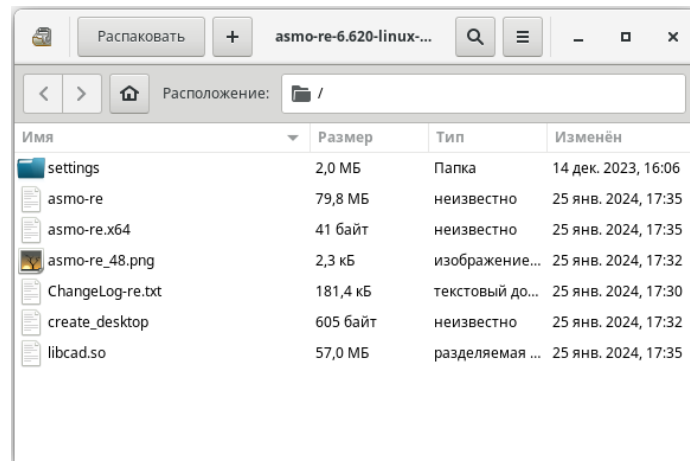 Распаковать + asmo-re-6.620-linux-...
Расположение: /
Имя Размер Тип Изменён
settings 2,0 МБ Папка 14 дек. 2023, 16:06
asmo-re 79,8 МБ неизвестно 25 янв. 2024, 17:35
asmo-re.x64 41 байт неизвестно 25 янв. 2024, 17:35
asmo-re_48.png 2,3 кБ изображение... 25 янв. 2024, 17:32
ChangeLog-re.txt 181,4 кБ текстовый до... 25 янв. 2024, 17:30
create_desktop 605 байт неизвестно 25 янв. 2024, 17:32
libcad.so 57,0 МБ разделяемая ... 25 янв. 2024, 17:35